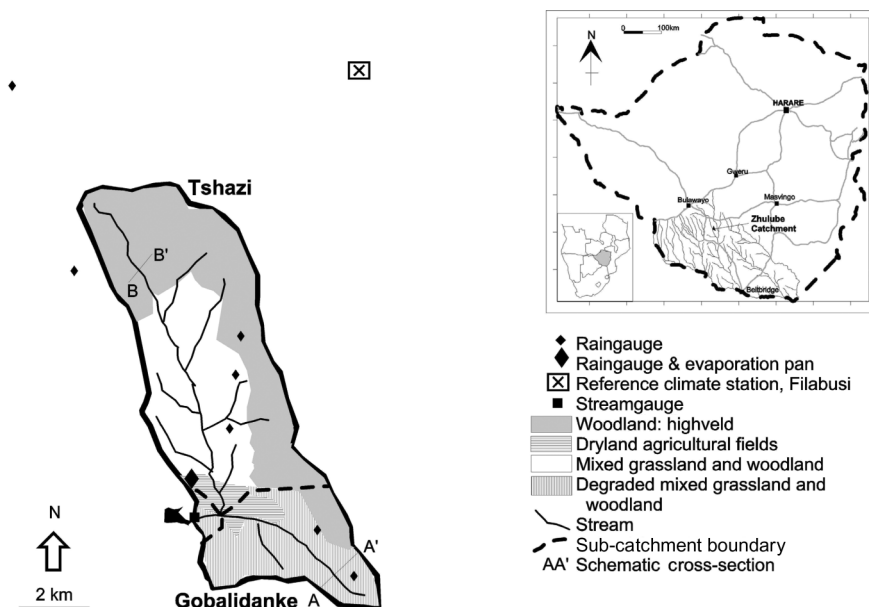 Tshazi
B'
B
N
2 km
A'
A
Gobalidanke
0 100km
N
HARARE
Gweru
Bulawayo
Masvingo
Zhulube
Catchment
Beitbridge
Raingauge
Raingauge & evaporation pan
Reference climate station, Filabusi
Streamgauge
Woodland: highveld
Dryland agricultural fields
Mixed grassland and woodland
Degraded mixed grassland and
woodland
Stream
Sub-catchment boundary
AA' Schematic cross-section